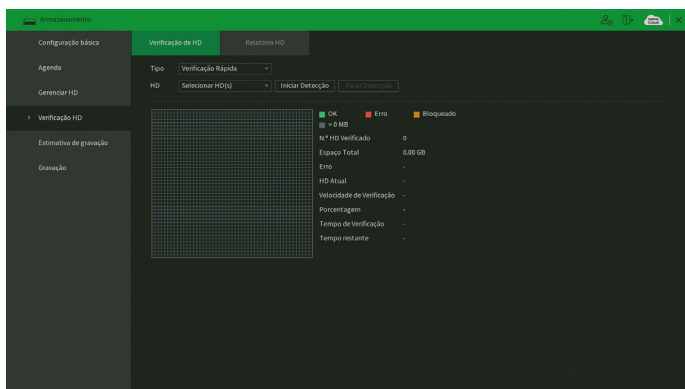 Armazenamento
Configuração básica
Agenda
Gerenciar HD
Verificação HD
Estimativa de gravação
Gravação
Verificação de HD Relatório HD
Tipo Verificação Rápida
HD Selecionar HD(s) Iniciar Detecção Parar Detecção
OK Erro Bloqueado
= 0 MB
N.º HD Verificado 0
Espaço Total 0.00 GB
Erro -
HD Atual -
Velocidade de Verificação -
Porcentagem -
Tempo de Verificação -
Tempo restante -